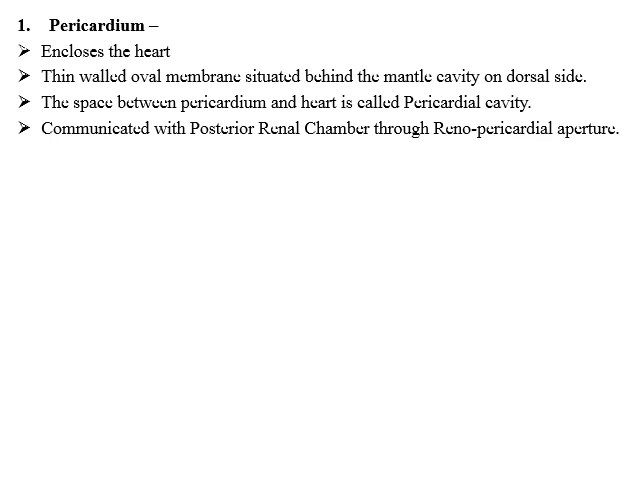 1. Pericardium –
➢ Encloses the heart
➢ Thin walled oval membrane situated behind the mantle cavity on dorsal side.
➢ The space between pericardium and heart is called Pericardial cavity.
➢ Communicated with Posterior Renal Chamber through Reno-pericardial aperture.